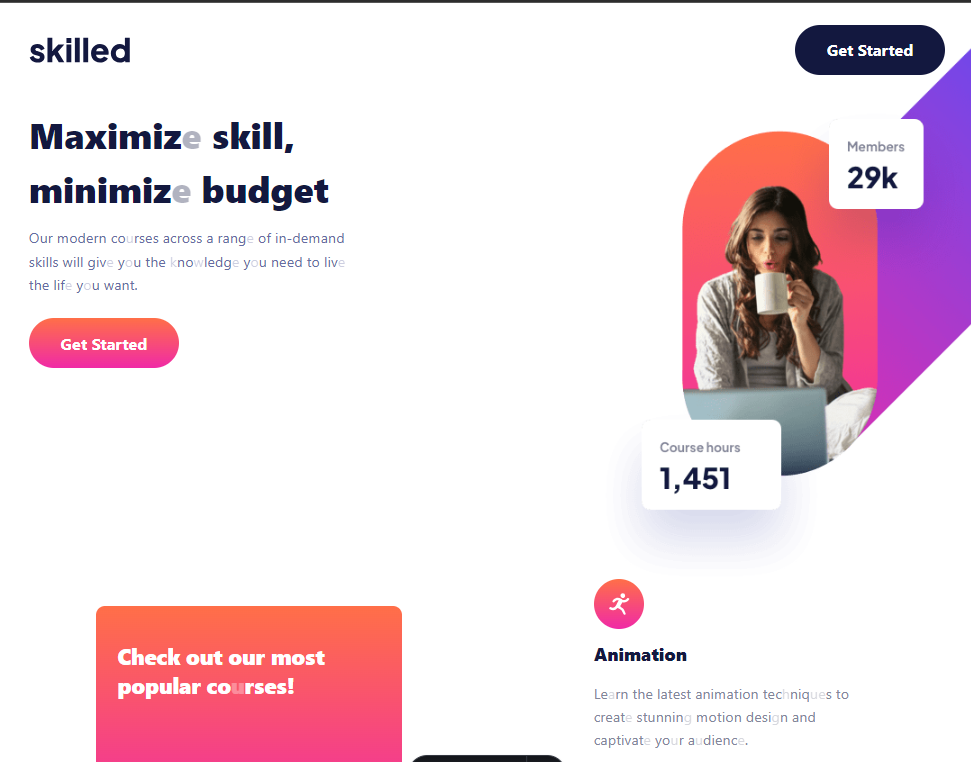 skilled
Get Started
Maximize skill,
minimize budget
Our modern courses across a range of in-demand
skills will give you the knowledge you need to live
the life you want.
Get Started
Members
29k
Course hours
1,451
Check out our most
popular courses!
Animation
Learn the latest animation techniques to
create stunning motion design and
captivate your audience.